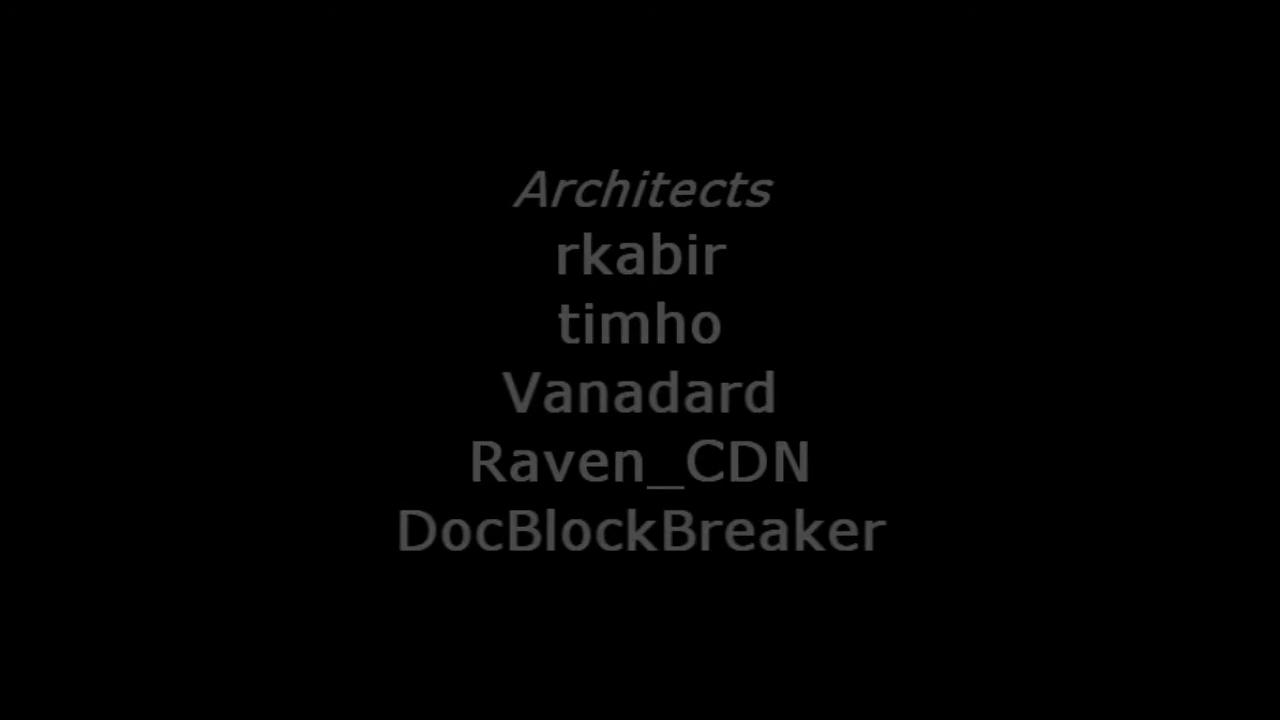 Architects
rkabir
timho
Vanadard
Raven_CDN
DocBlockBreaker